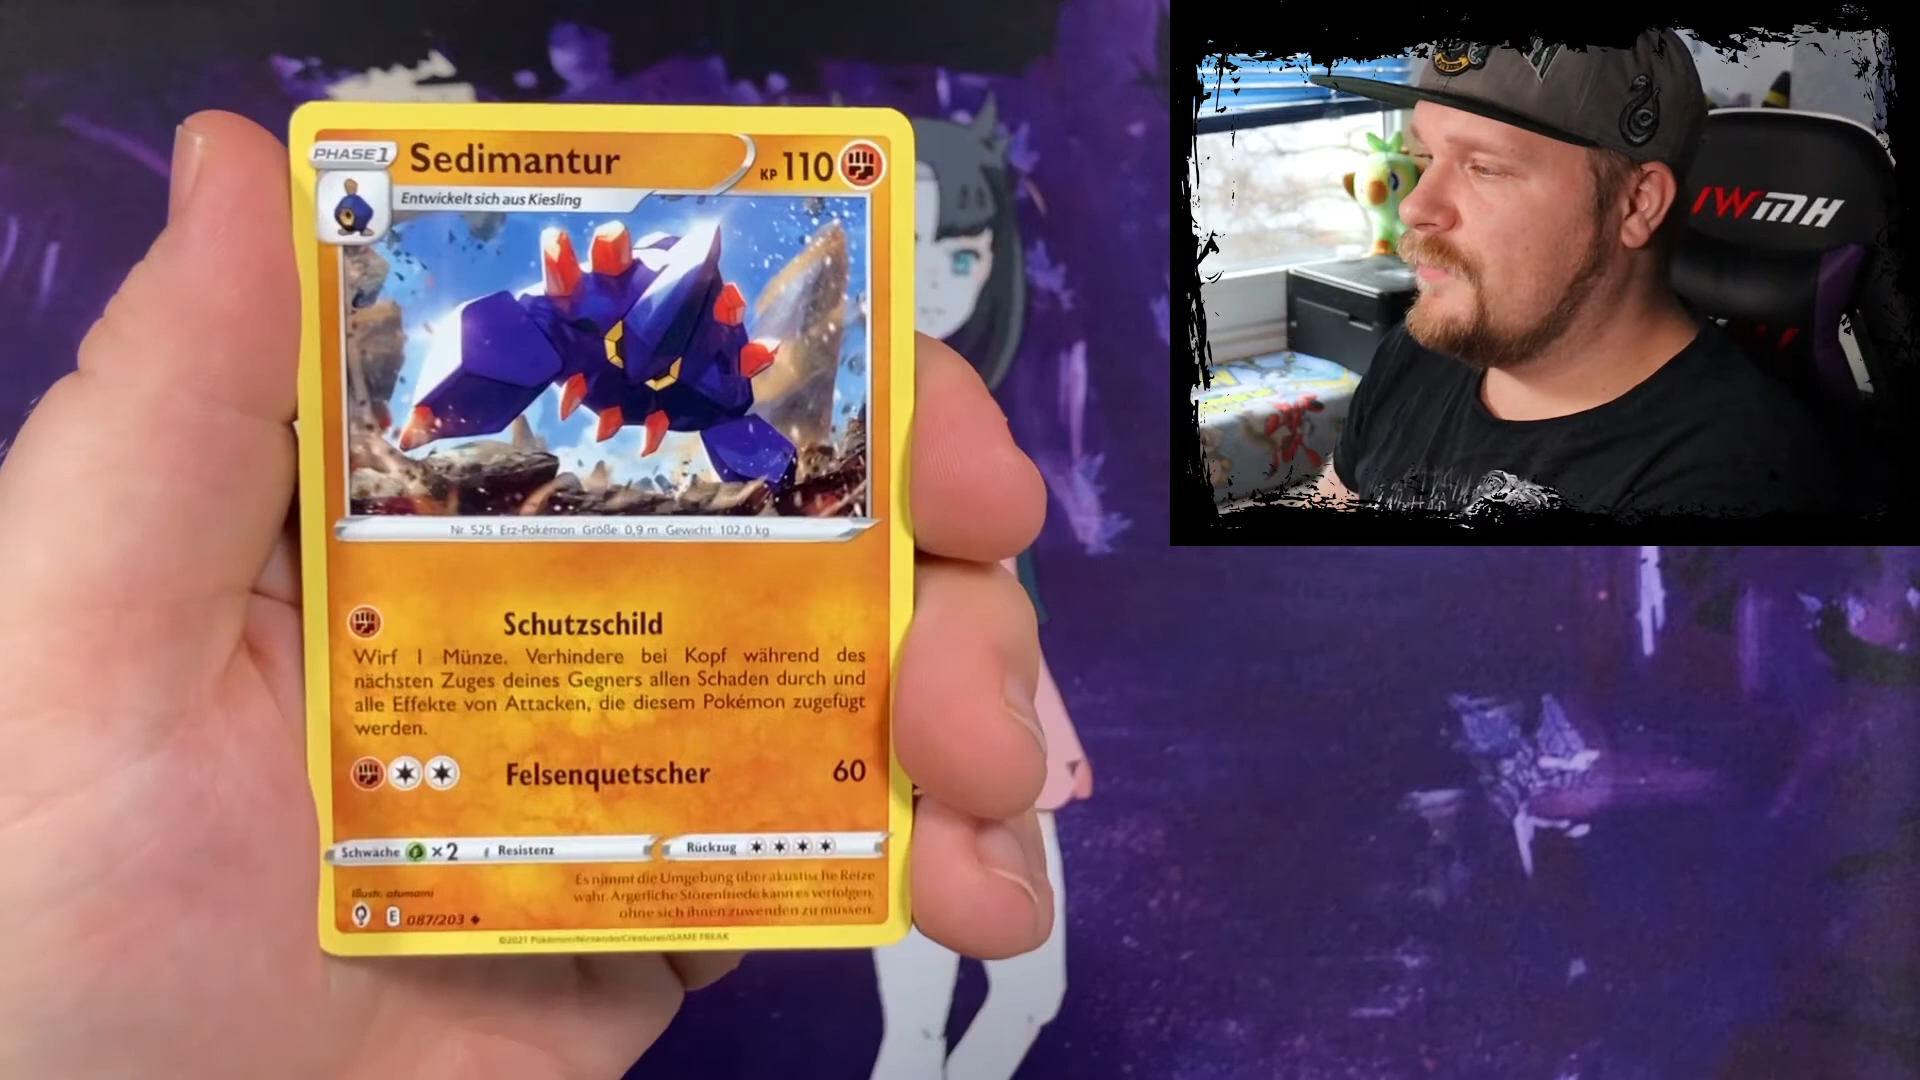 PHASE 1
Sedimantur
KP 110
Entwickelt sich aus Kiesling
Nr. 525 Erz-Pokémon Größe: 0,9 m Gewicht: 102,0 kg
Schutzschild
Wirf 1 Münze. Verhindere bei Kopf während des
nächsten Zuges deines Gegners allen Schaden durch und
alle Effekte von Attacken, die diesem Pokémon zugefügt
werden.
Felsenquetscher 60
Schwäche ×2 Resistenz Rückzug
Es nimmt die Umgebung über akustische Reize
wahr. Ärgerliche Störenfriede kann es verfolgen,
ohne sich ihnen zuwenden zu müssen.
Illustr. otumami
E 087/203
©2021 Pokémon/Nintendo/Creatures/GAME FREAK
IWMH